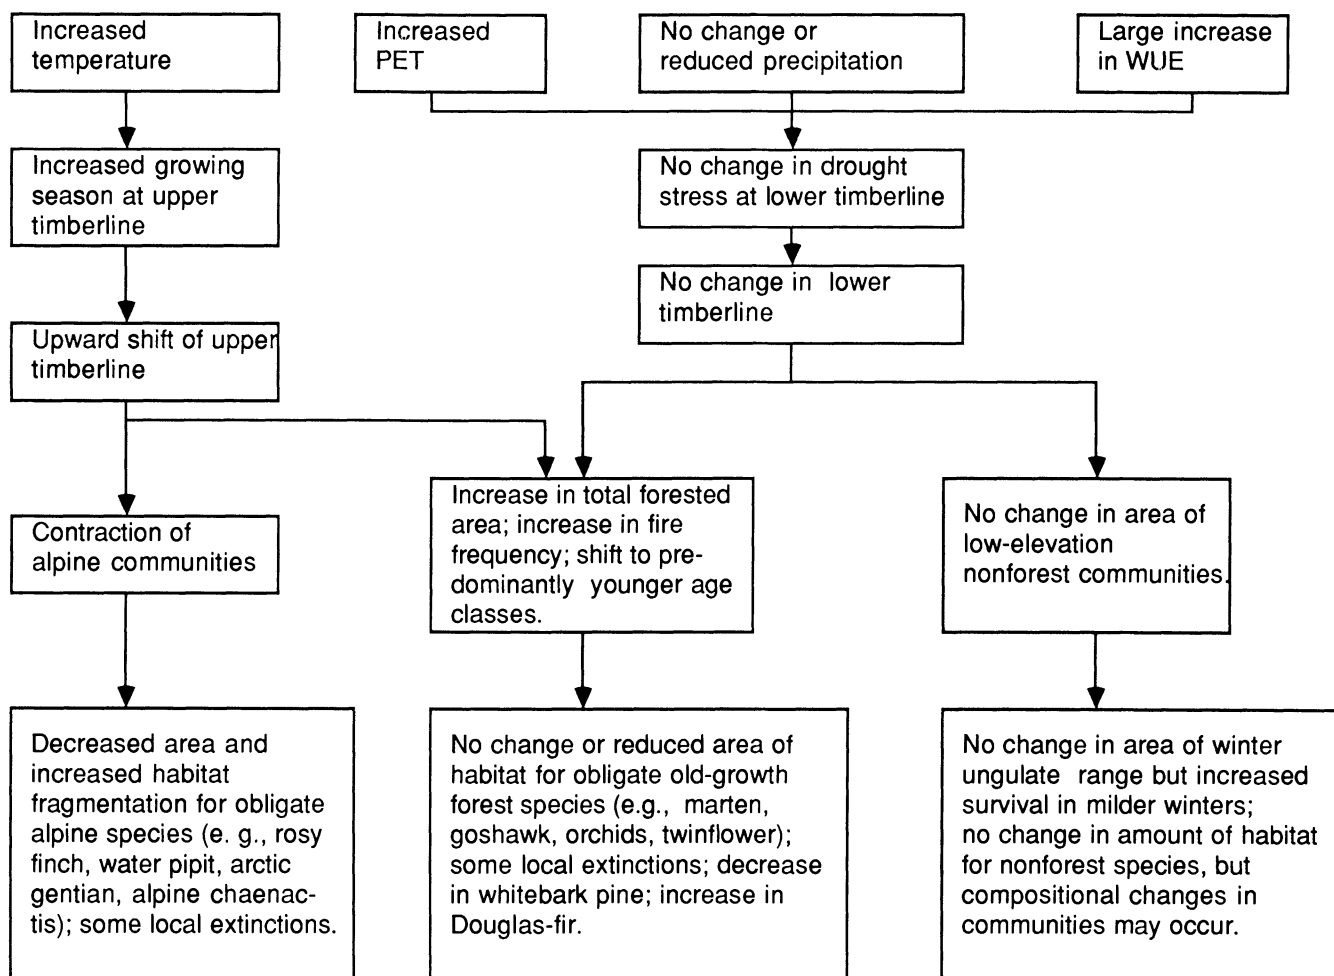 Increased
temperature
Increased
PET
No change or
reduced precipitation
Large increase
in WUE
Increased growing
season at upper
timberline
No change in drought
stress at lower timberline
No change in lower
timberline
Upward shift of upper
timberline
Contraction of
alpine communities
Increase in total forested
area; increase in fire
frequency; shift to pre-
dominantly younger age
classes.
No change in area of
low-elevation
nonforest communities.
Decreased area and
increased habitat
fragmentation for obligate
alpine species (e. g., rosy
finch, water pipit, arctic
gentian, alpine chaenac-
tis); some local extinctions.
No change or reduced area of
habitat for obligate old-growth
forest species (e.g., marten,
goshawk, orchids, twinflower);
some local extinctions; decrease
in whitebark pine; increase in
Douglas-fir.
No change in area of winter
ungulate range but increased
survival in milder winters;
no change in amount of habitat
for nonforest species, but
compositional changes in
communities may occur.